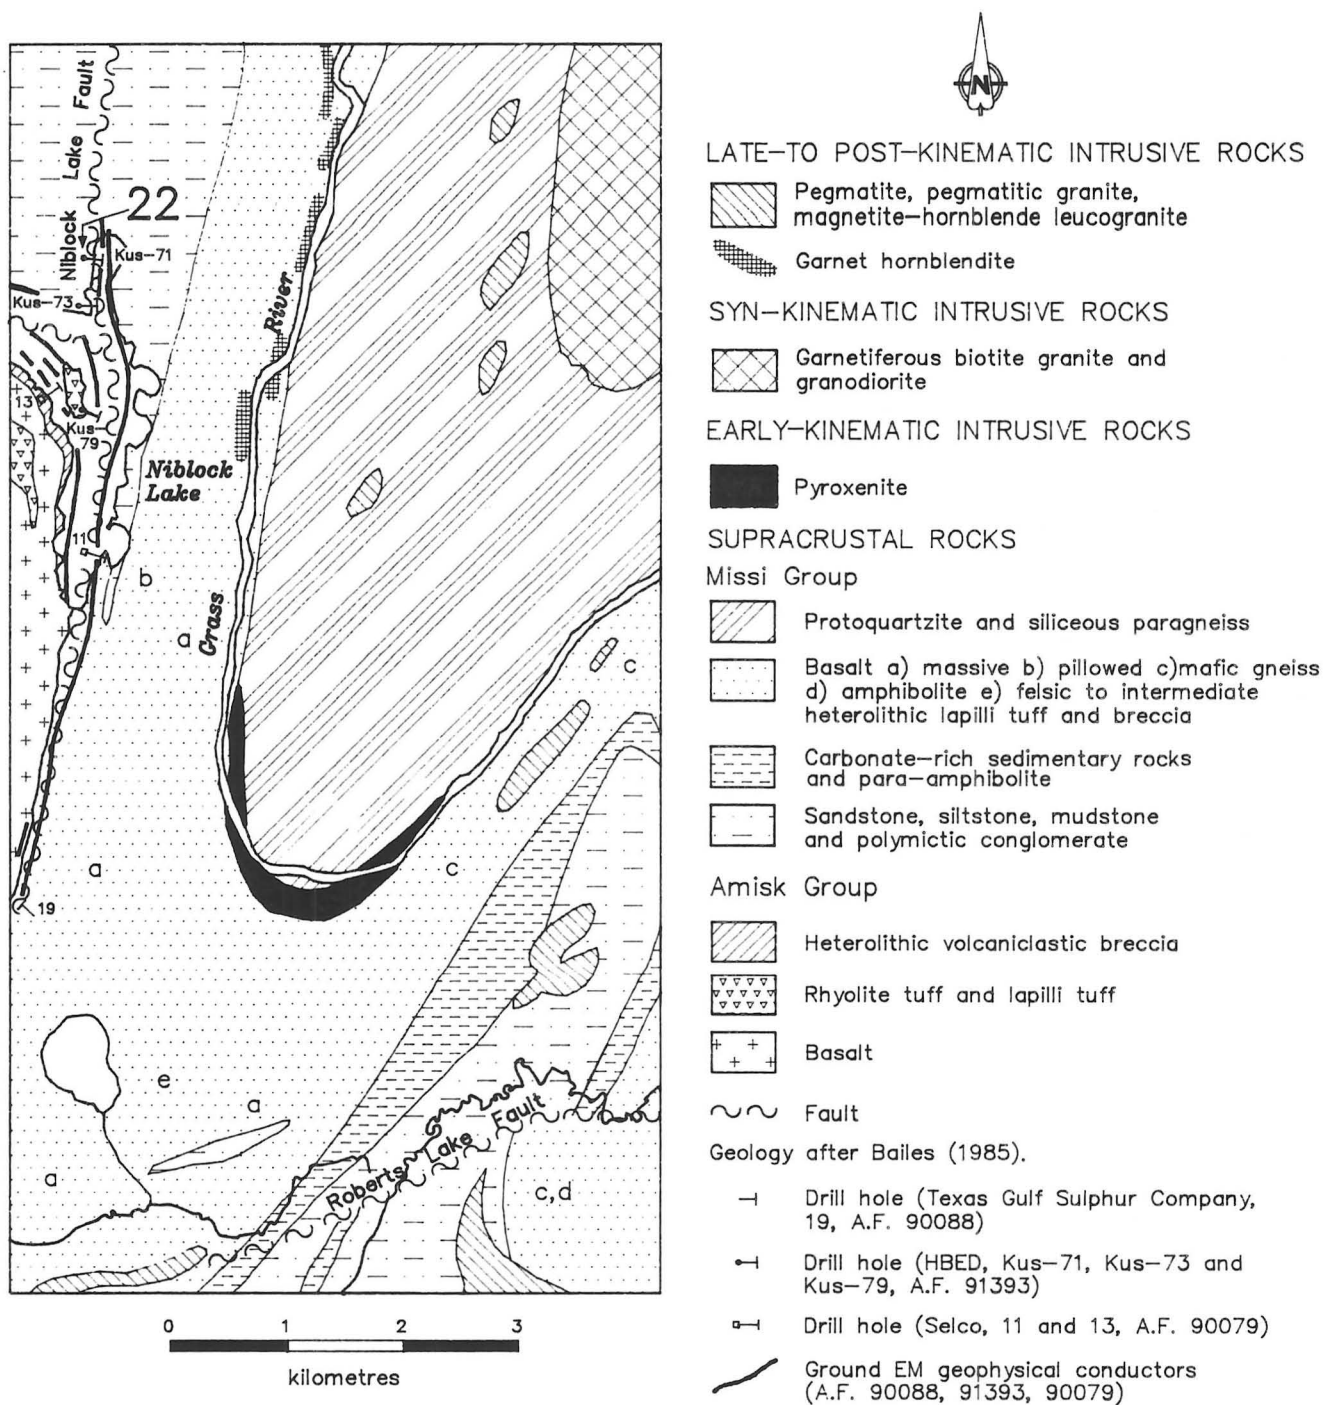 Niblock Lake Fault
22
Kus-71
Kus-73
River
13
Kus-
79
Niblock
Lake
11
b
a
Grass
c
a
c
19
e
a
a
Roberts Lake Fault
c,d
0 1 2 3
kilometres
N
LATE-TO POST-KINEMATIC INTRUSIVE ROCKS
Pegmatite, pegmatitic granite,
magnetite-hornblende leucogranite
Garnet hornblendite
SYN-KINEMATIC INTRUSIVE ROCKS
Garnetiferous biotite granite and
granodiorite
EARLY-KINEMATIC INTRUSIVE ROCKS
Pyroxenite
SUPRACRUSTAL ROCKS
Missi Group
Protoquartzite and siliceous paragneiss
Basalt a) massive b) pillowed c)mafic gneiss
d) amphibolite e) felsic to intermediate
heterolithic lapilli tuff and breccia
Carbonate-rich sedimentary rocks
and para-amphibolite
Sandstone, siltstone, mudstone
and polymictic conglomerate
Amisk Group
Heterolithic volcaniclastic breccia
Rhyolite tuff and lapilli tuff
Basalt
Fault
Geology after Bailes (1985).
Drill hole (Texas Gulf Sulphur Company,
19, A.F. 90088)
Drill hole (HBED, Kus-71, Kus-73 and
Kus-79, A.F. 91393)
Drill hole (Selco, 11 and 13, A.F. 90079)
Ground EM geophysical conductors
(A.F. 90088, 91393, 90079)